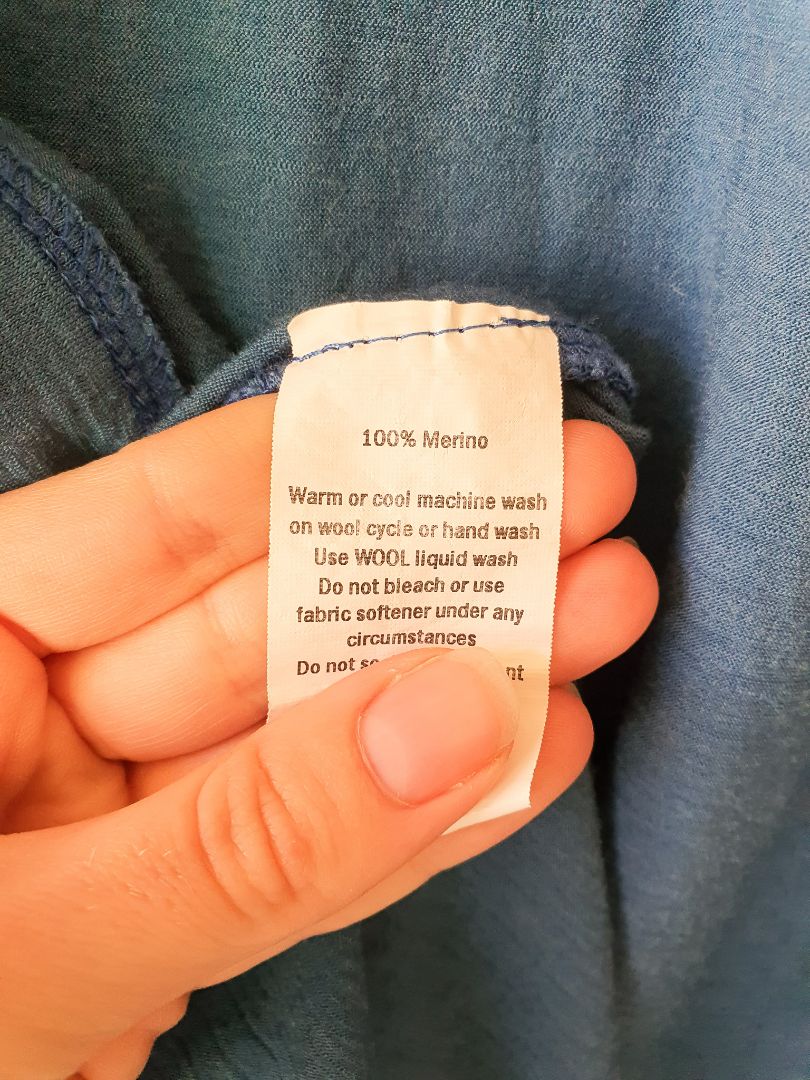 100% Merino
Warm or cool machine wash
on wool cycle or hand wash
Use WOOL liquid wash
Do not bleach or use
fabric softener under any
circumstances
Do not